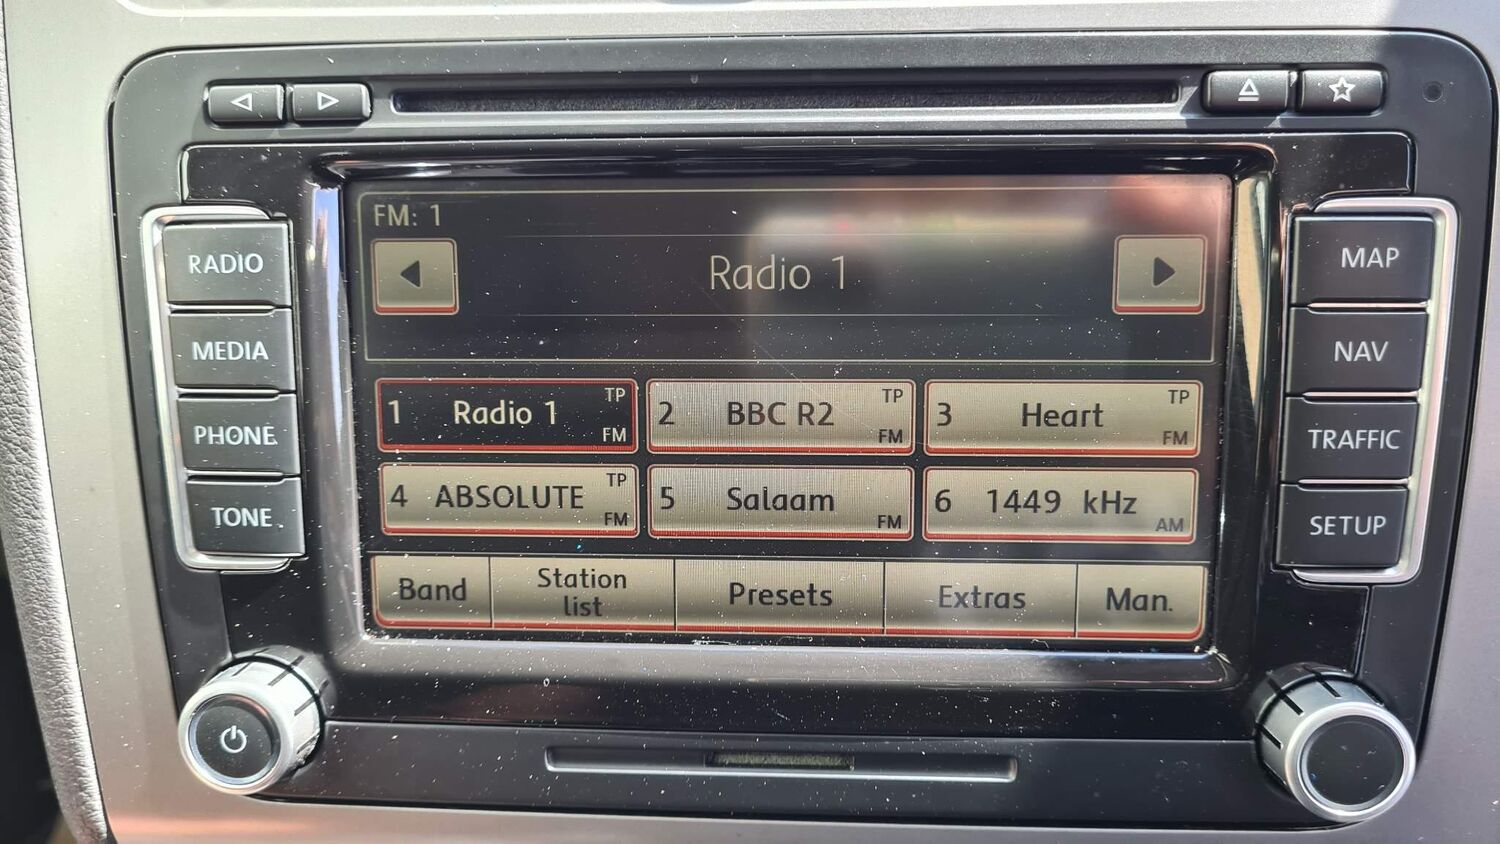 FM: 1
Radio 1
1 Radio 1 TP FM
2 BBC R2 TP FM
3 Heart TP FM
4 ABSOLUTE TP FM
5 Salaam FM
6 1449 kHz AM
Band
Station
list
Presets
Extras
Man.
RADIO
MEDIA
PHONE
TONE
MAP
NAV
TRAFFIC
SETUP